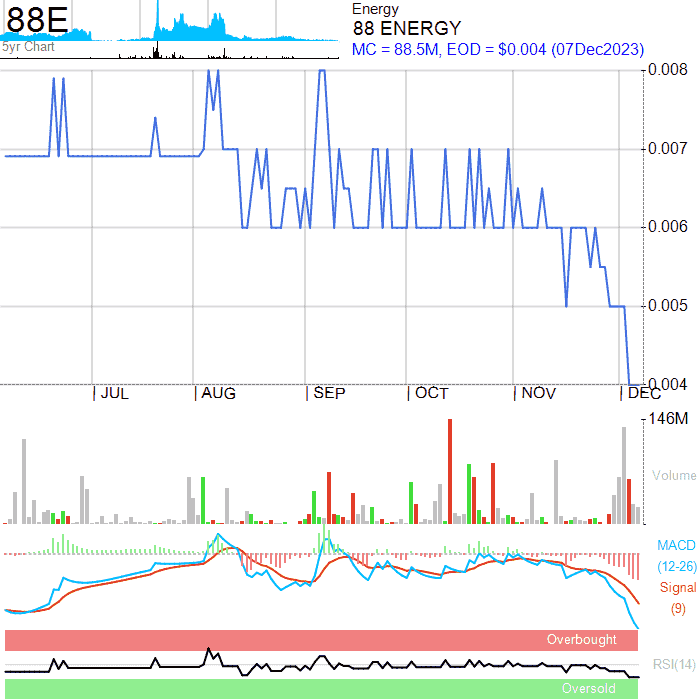 88E
5yr Chart
Energy
88 ENERGY
MC = 88.5M, EOD = $0.004 (07Dec2023)
0.008
0.007
0.006
0.005
0.004
JUL
AUG
SEP
OCT
NOV
DEC
146M
Volume
MACD
(12-26)
Signal
(9)
Overbought
RSI(14)
Oversold